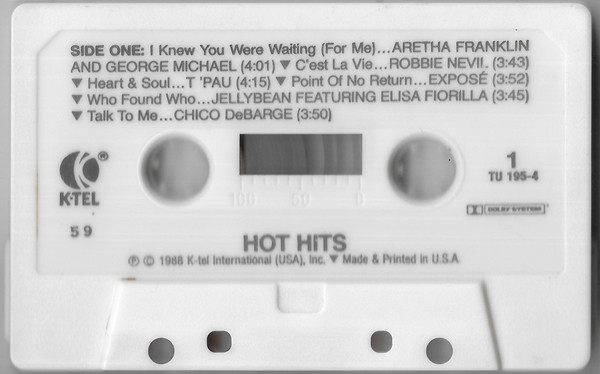 SIDE ONE: I Knew You Were Waiting (For Me)...ARETHA FRANKLIN
AND GEORGE MICHAEL (4:01) ▼ C'est La Vie...ROBBIE NEVIL (3:43)
▼ Heart & Soul...T 'PAU (4:15) ▼ Point Of No Return...EXPOSÉ (3:52)
▼ Who Found Who...JELLYBEAN FEATURING ELISA FIORILLA (3:45)
▼ Talk To Me...CHICO DeBARGE (3:50)
K-TEL ®
59
100 50 0
1
TU 195-4
DOLBY SYSTEM
HOT HITS
℗ © 1988 K-tel International (USA), Inc. ▼ Made & Printed in U.S.A.